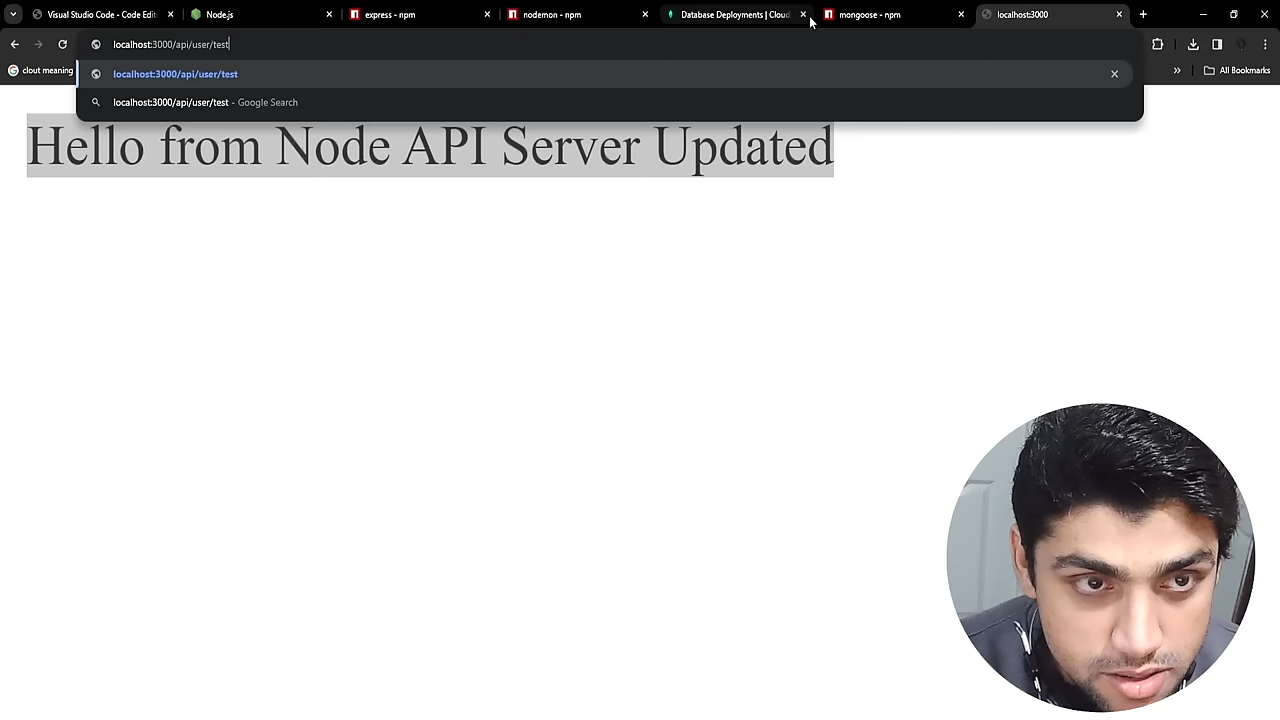 Visual Studio Code - Code Edit
Node.js
express - npm
nodemon - npm
Database Deployments | Cloud
mongoose - npm
localhost:3000
localhost:3000/api/user/test
clout meaning
localhost:3000/api/user/test
All Bookmarks
localhost:3000/api/user/test - Google Search
Hello from Node API Server Updated